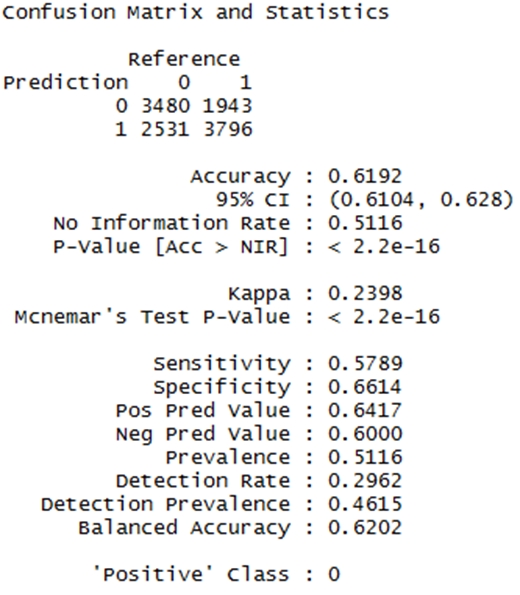 Confusion Matrix and Statistics
Reference
Prediction 0 1
0 3480 1943
1 2531 3796
Accuracy : 0.6192
95% CI : (0.6104, 0.628)
No Information Rate : 0.5116
P-Value [Acc > NIR] : < 2.2e-16
Kappa : 0.2398
Mcnemar's Test P-Value : < 2.2e-16
Sensitivity : 0.5789
Specificity : 0.6614
Pos Pred Value : 0.6417
Neg Pred Value : 0.6000
Prevalence : 0.5116
Detection Rate : 0.2962
Detection Prevalence : 0.4615
Balanced Accuracy : 0.6202
'Positive' Class : 0